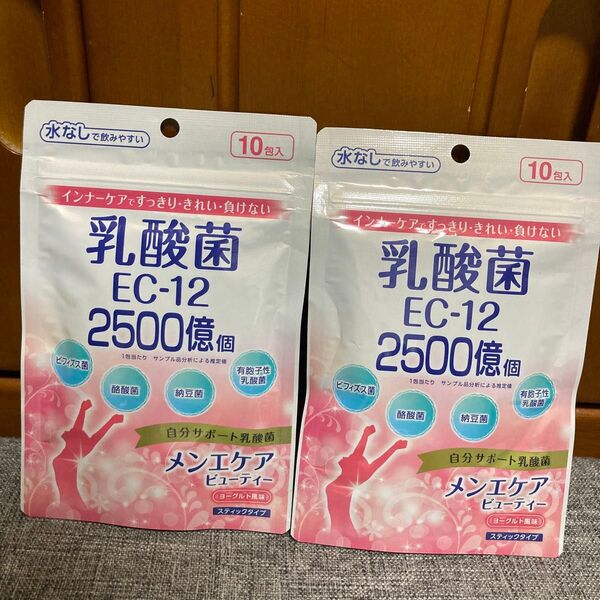 水なしで飲みやすい
10包入
インナーケアですっきり・きれい・負けない
乳酸菌
EC-12
2500億個
1包当たり サンプル品分析による推定値
ビフィズス菌
酪酸菌
納豆菌
有胞子性
乳酸菌
自分サポート乳酸菌
メンエケア
ビューティー
ヨーグルト風味
スティックタイプ
水なしで飲みやすい
10包入
インナーケアですっきり・きれい・負けない
乳酸菌
EC-12
2500億個
1包当たり サンプル品分析による推定値
ビフィズス菌
酪酸菌
納豆菌
有胞子性
乳酸菌
自分サポート乳酸菌
メンエケア
ビューティー
ヨーグルト風味
スティックタイプ